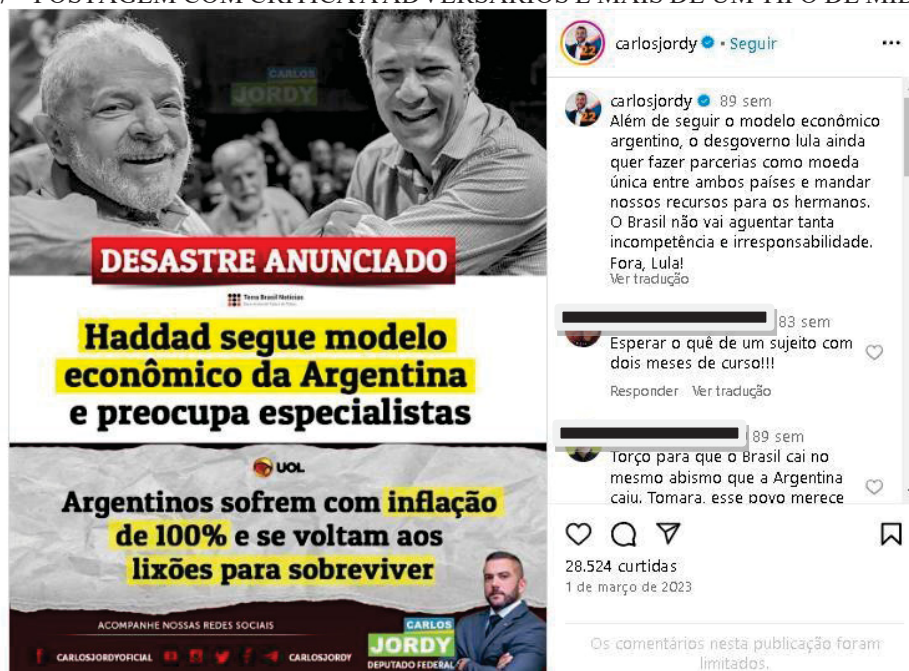 POSTAGEM COM CRÍTICA A ADVERSÁRIOS E MAIS DE UM TIPO DE
CARLOS
JORDY
DESASTRE ANUNCIADO
Terra Brasil Notícias
Haddad segue modelo
econômico da Argentina
e preocupa especialistas
UOL
Argentinos sofrem com inflação
de 100% e se voltam aos
lixões para sobreviver
ACOMPANHE NOSSAS REDES SOCIAIS
CARLOSJORDYOFICIAL
CARLOSJORDY
CARLOS
JORDY
DEPUTADO FEDERAL
carlosjordy • Seguir
carlosjordy 89 sem
Além de seguir o modelo econômico
argentino, o desgoverno lula ainda
quer fazer parcerias como moeda
única entre ambos países e mandar
nossos recursos para os hermanos.
O Brasil não vai aguentar tanta
incompetência e irresponsabilidade.
Fora, Lula!
Ver tradução
83 sem
Esperar o quê de um sujeito com
dois meses de curso!!!
Responder Ver tradução
89 sem
Torço para que o Brasil cai no
mesmo abismo que a Argentina
caiu. Tomara, esse povo merece
28.524 curtidas
1 de março de 2023
Os comentários nesta publicação foram
limitados.